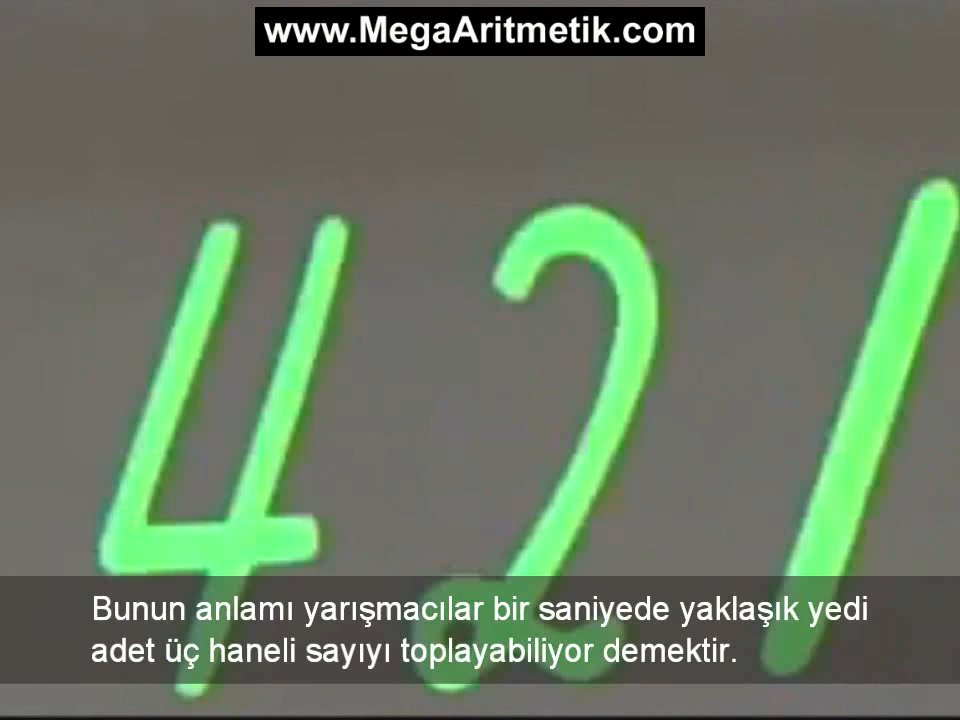 www.MegaAritmetik.com
421
Bunun anlamı yarışmacılar bir saniyede yaklaşık yedi
adet üç haneli sayıyı toplayabiliyor demektir.